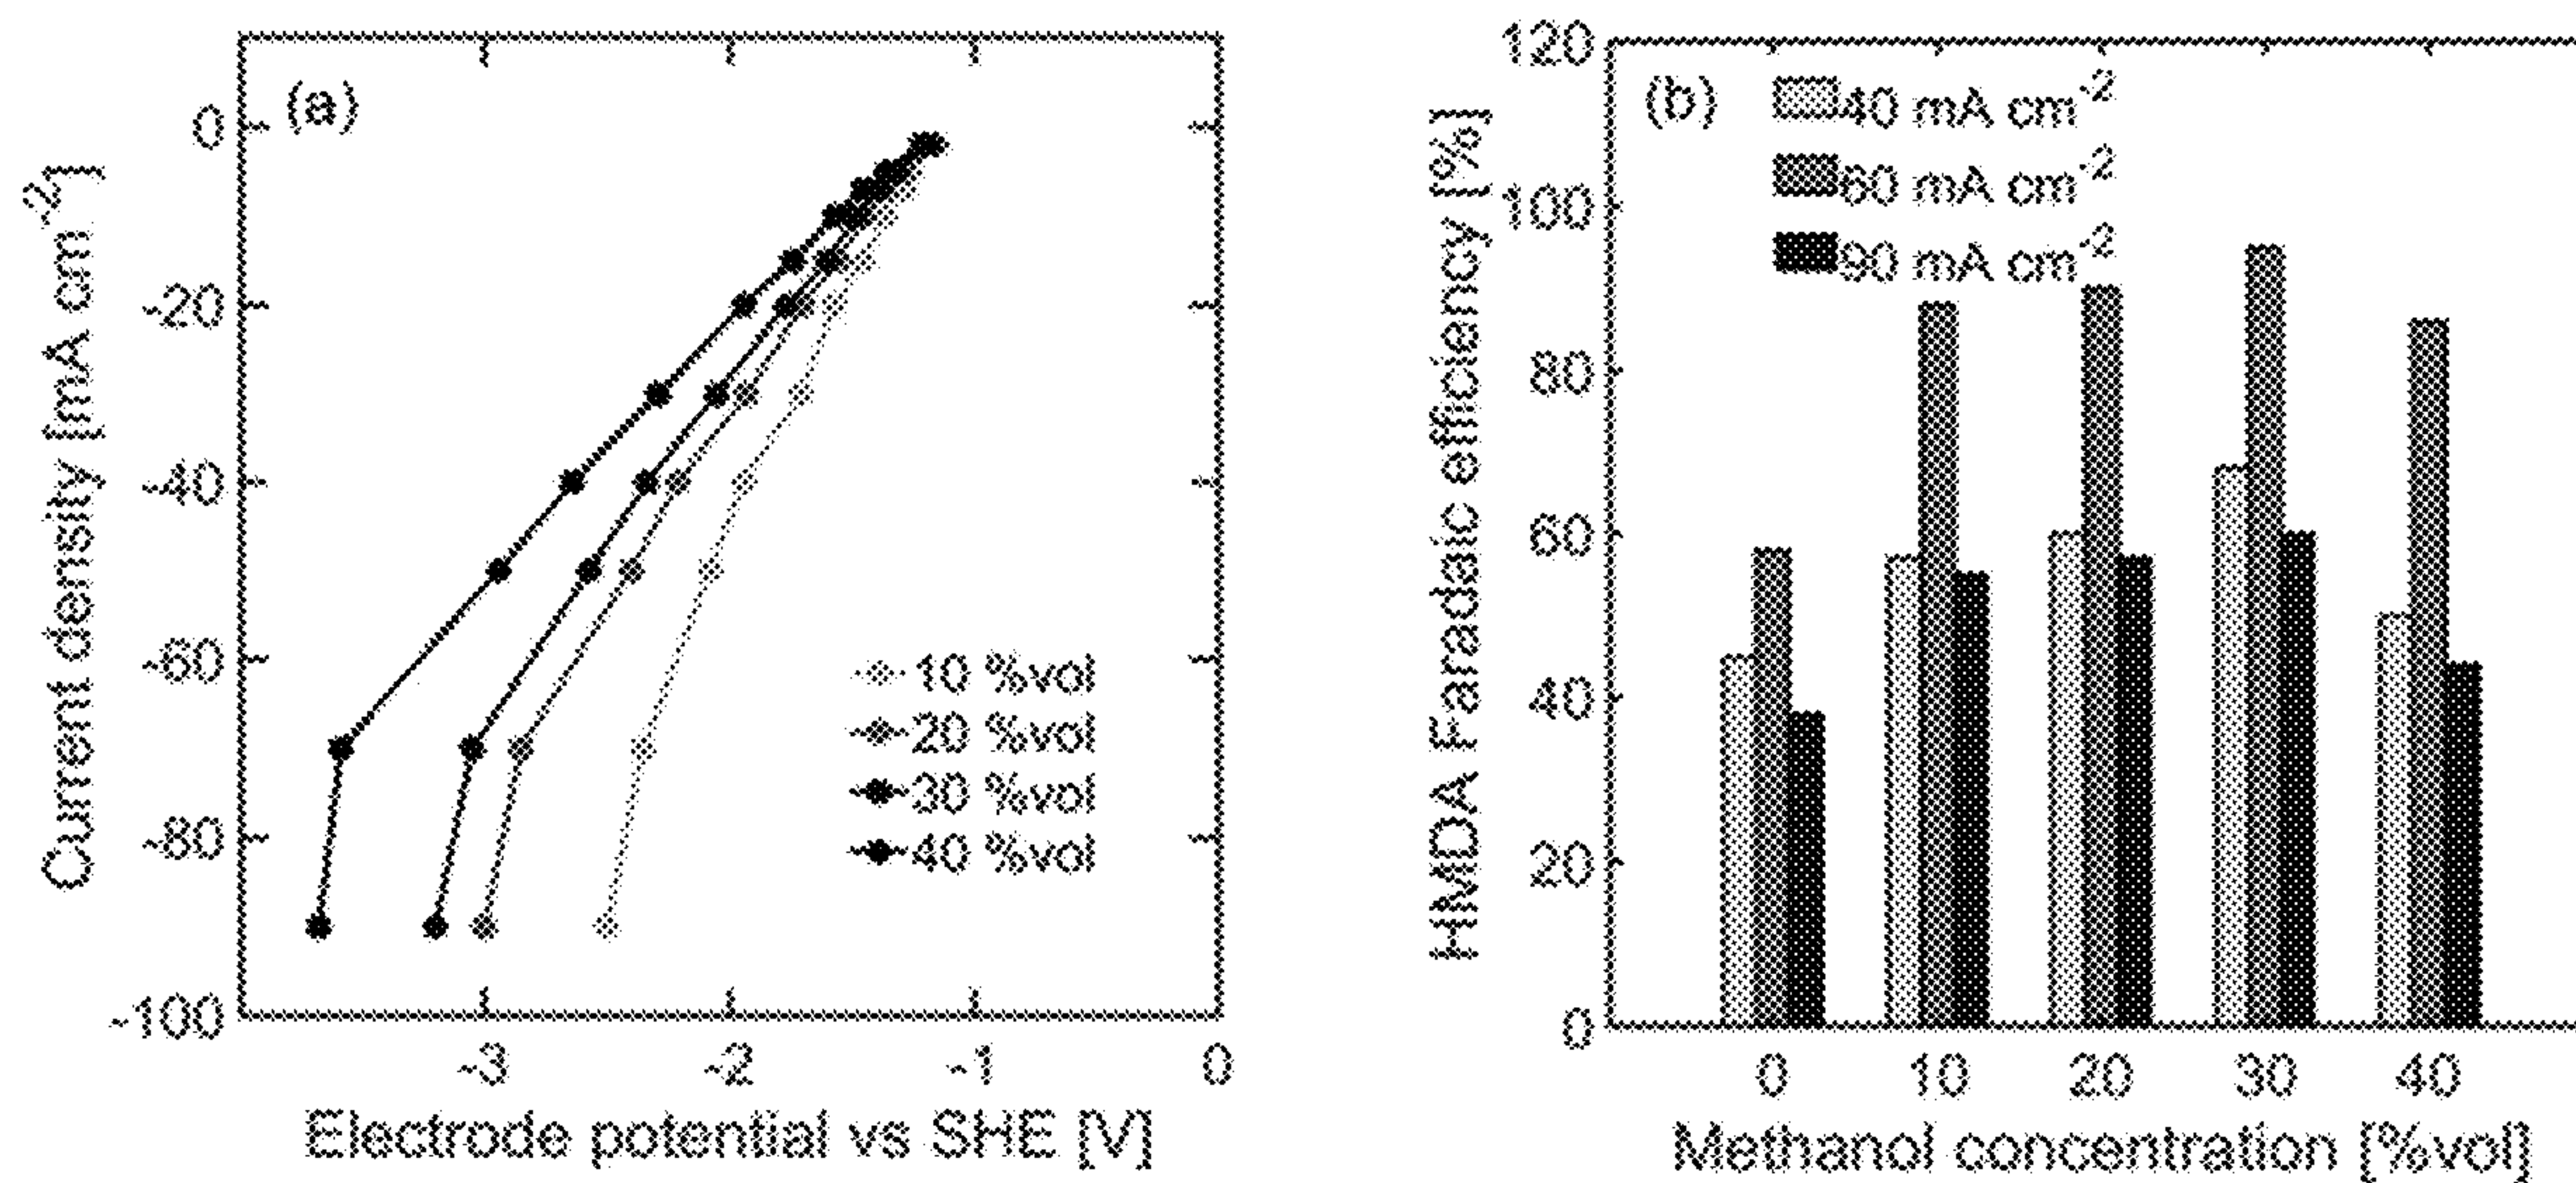 (a)
0
-20
-40
-60
-80
-100
Current density [mA cm-2]
10 %vol
20 %vol
30 %vol
40 %vol
-3 -2 -1 0
Electrode potential vs SHE [V]
(b)
40 mA cm-2
60 mA cm-2
90 mA cm-2
120
100
80
60
40
20
0
HMDA Faradaic efficiency [%]
0 10 20 30 40
Methanol concentration [%vol]